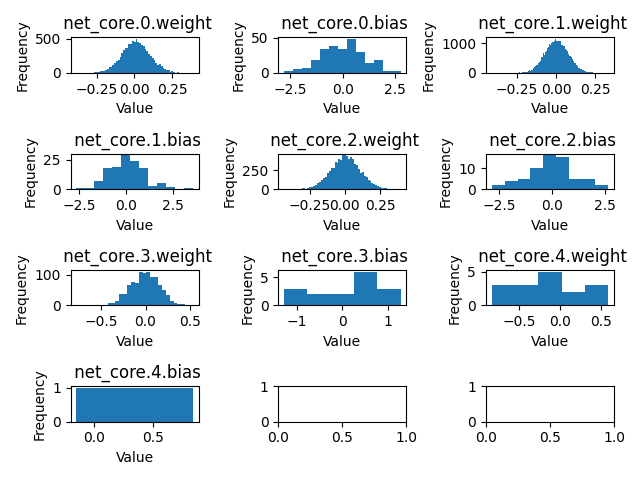 net_core.0.weight
500
0
Frequency
−0.25 0.00 0.25
Value
net_core.0.bias
50
0
Frequency
−2.5 0.0 2.5
Value
net_core.1.weight
1000
0
Frequency
−0.25 0.00 0.25
Value
net_core.1.bias
25
0
Frequency
−2.5 0.0 2.5
Value
net_core.2.weight
250
0
Frequency
−0.25 0.00 0.25
Value
net_core.2.bias
10
0
Frequency
−2.5 0.0 2.5
Value
net_core.3.weight
100
0
Frequency
−0.5 0.0 0.5
Value
net_core.3.bias
5
0
Frequency
−1 0 1
Value
net_core.4.weight
5
0
Frequency
−0.5 0.0 0.5
Value
net_core.4.bias
1
0
Frequency
0.0 0.5
Value
1
0
0.0 0.5 1.0
1
0
0.0 0.5 1.0